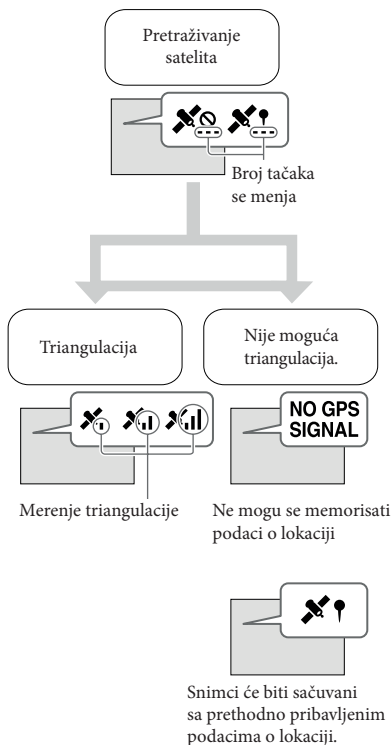 Pretraživanje
satelita
Broj tačaka
se menja
Triangulacija
Nije moguća
triangulacija.
NO GPS
SIGNAL
Merenje triangulacije
Ne mogu se memorisati
podaci o lokaciji
Snimci će biti sačuvani
sa prethodno pribavljenim
podacima o lokaciji.